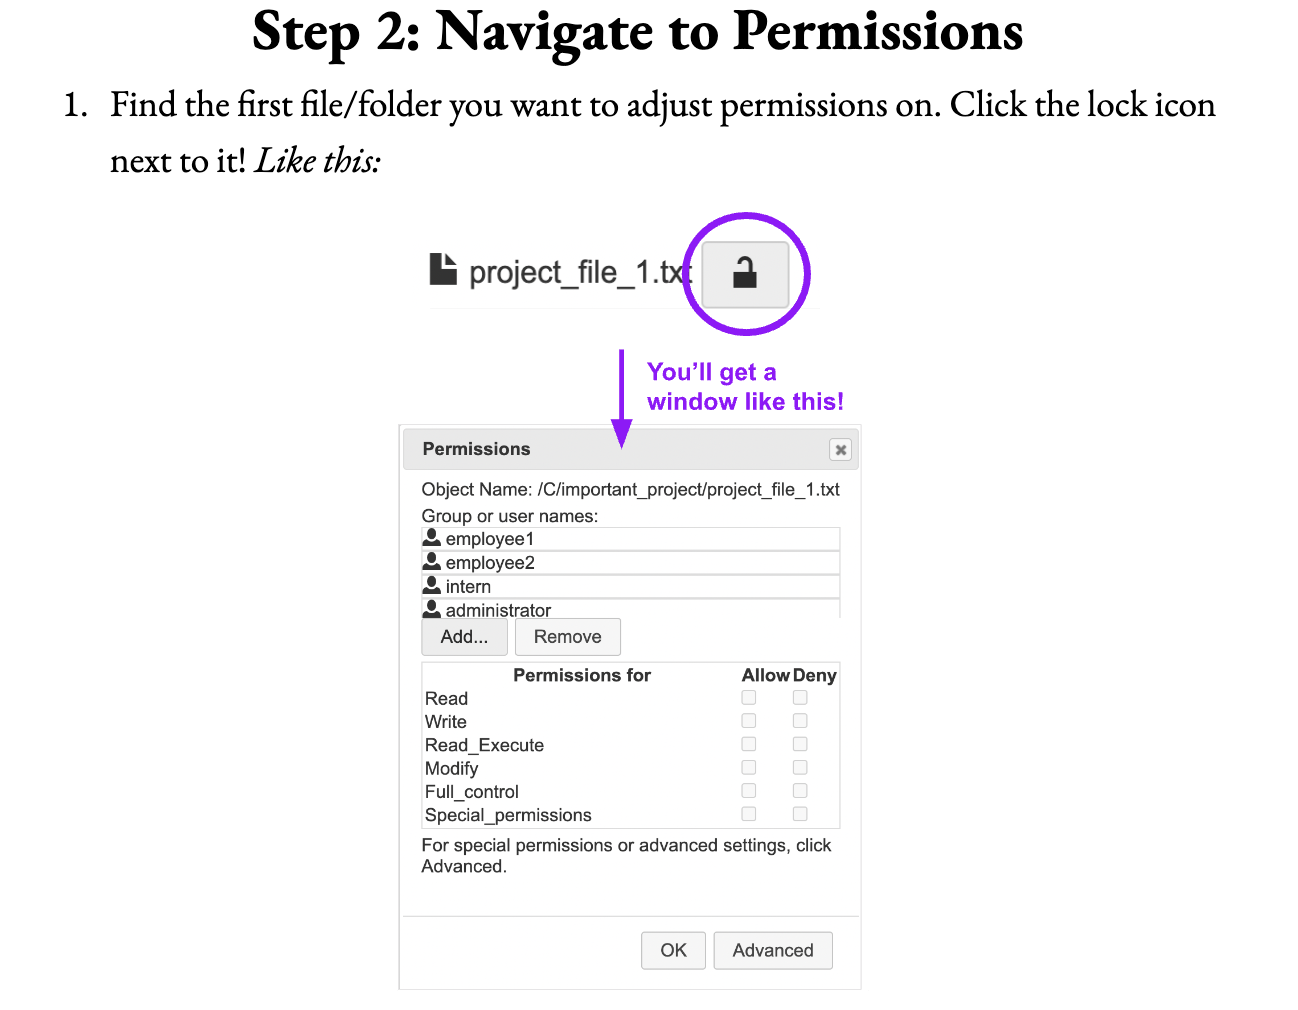 Step 2: Navigate to Permissions
1. Find the first file/folder you want to adjust permissions on. Click the lock icon
next to it! Like this:
project_file_1.txt
You'll get a
window like this!
Permissions
Object Name: /C/important_project/project_file_1.txt
Group or user names:
employee1
employee2
intern
administrator
Add... Remove
Permissions for Allow Deny
Read
Write
Read_Execute
Modify
Full_control
Special_permissions
For special permissions or advanced settings, click
Advanced.
OK Advanced